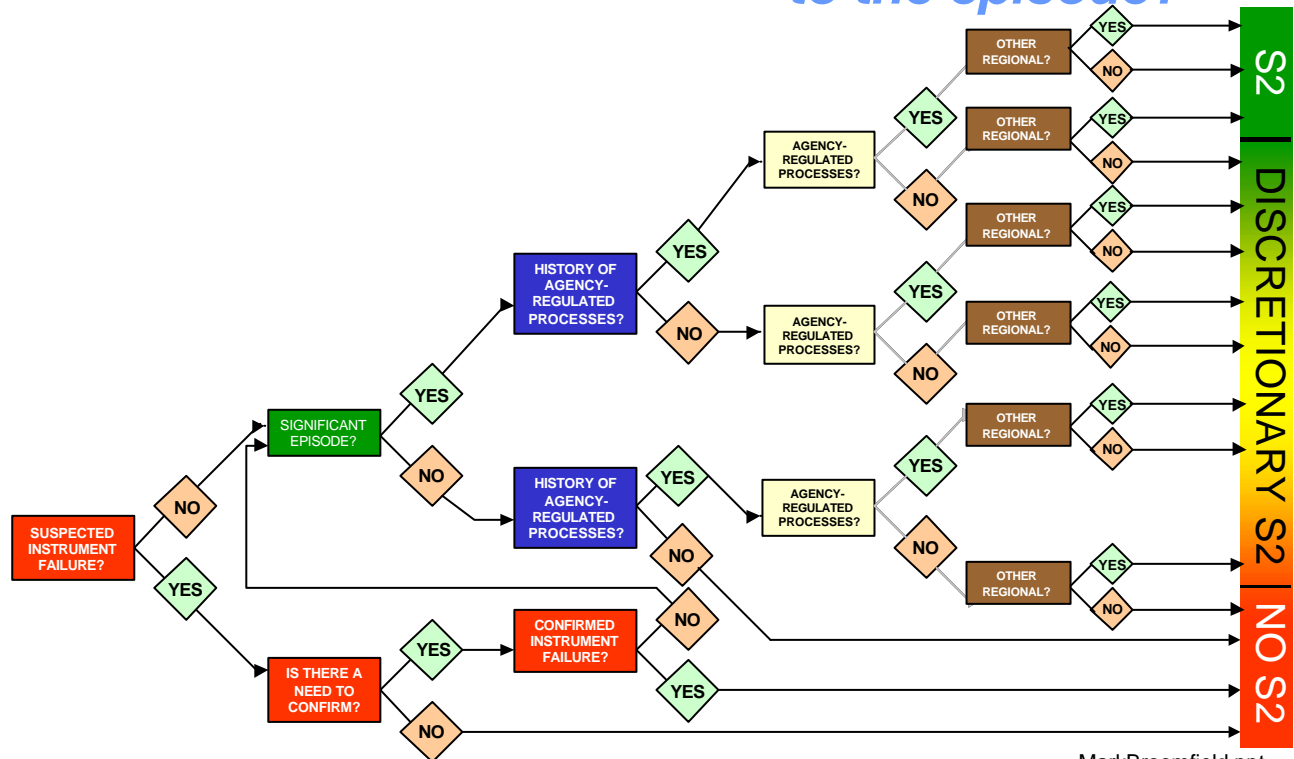 to the episode?
OTHER
REGIONAL?
YES
NO
YES
OTHER
REGIONAL?
YES
NO
NO
AGENCY-
REGULATED
PROCESSES?
YES
HISTORY OF
AGENCY-
REGULATED
PROCESSES?
NO
AGENCY-
REGULATED
PROCESSES?
YES
OTHER
REGIONAL?
YES
NO
NO
OTHER
REGIONAL?
YES
NO
YES
SIGNIFICANT
EPISODE?
NO
HISTORY OF
AGENCY-
REGULATED
PROCESSES?
YES
NO
AGENCY-
REGULATED
PROCESSES?
YES
OTHER
REGIONAL?
YES
NO
NO
OTHER
REGIONAL?
YES
NO
NO
SUSPECTED
INSTRUMENT
FAILURE?
YES
IS THERE A
NEED TO
CONFIRM?
YES
NO
CONFIRMED
INSTRUMENT
FAILURE?
NO
YES
S2
DISCRETIONARY S2
NO S2